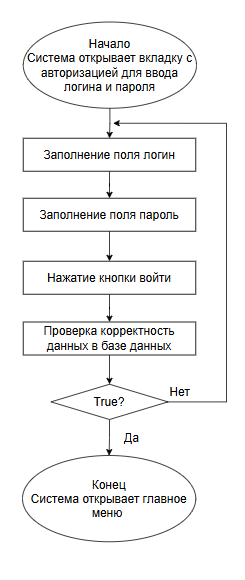 Начало
Система открывает вкладку с
авторизацией для ввода
логина и пароля
Заполнение поля логин
Заполнение поля пароль
Нажатие кнопки войти
Проверка корректность
данных в базе данных
True?
Нет
Да
Конец
Система открывает главное
меню